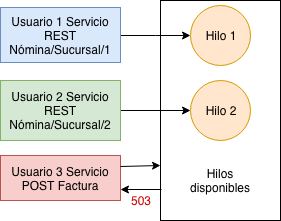 Usuario 1 Servicio
REST
Nómina/Sucursal/1
Hilo 1
Usuario 2 Servicio
REST
Nómina/Sucursal/2
Hilo 2
Usuario 3 Servicio
POST Factura
503
Hilos
disponibles